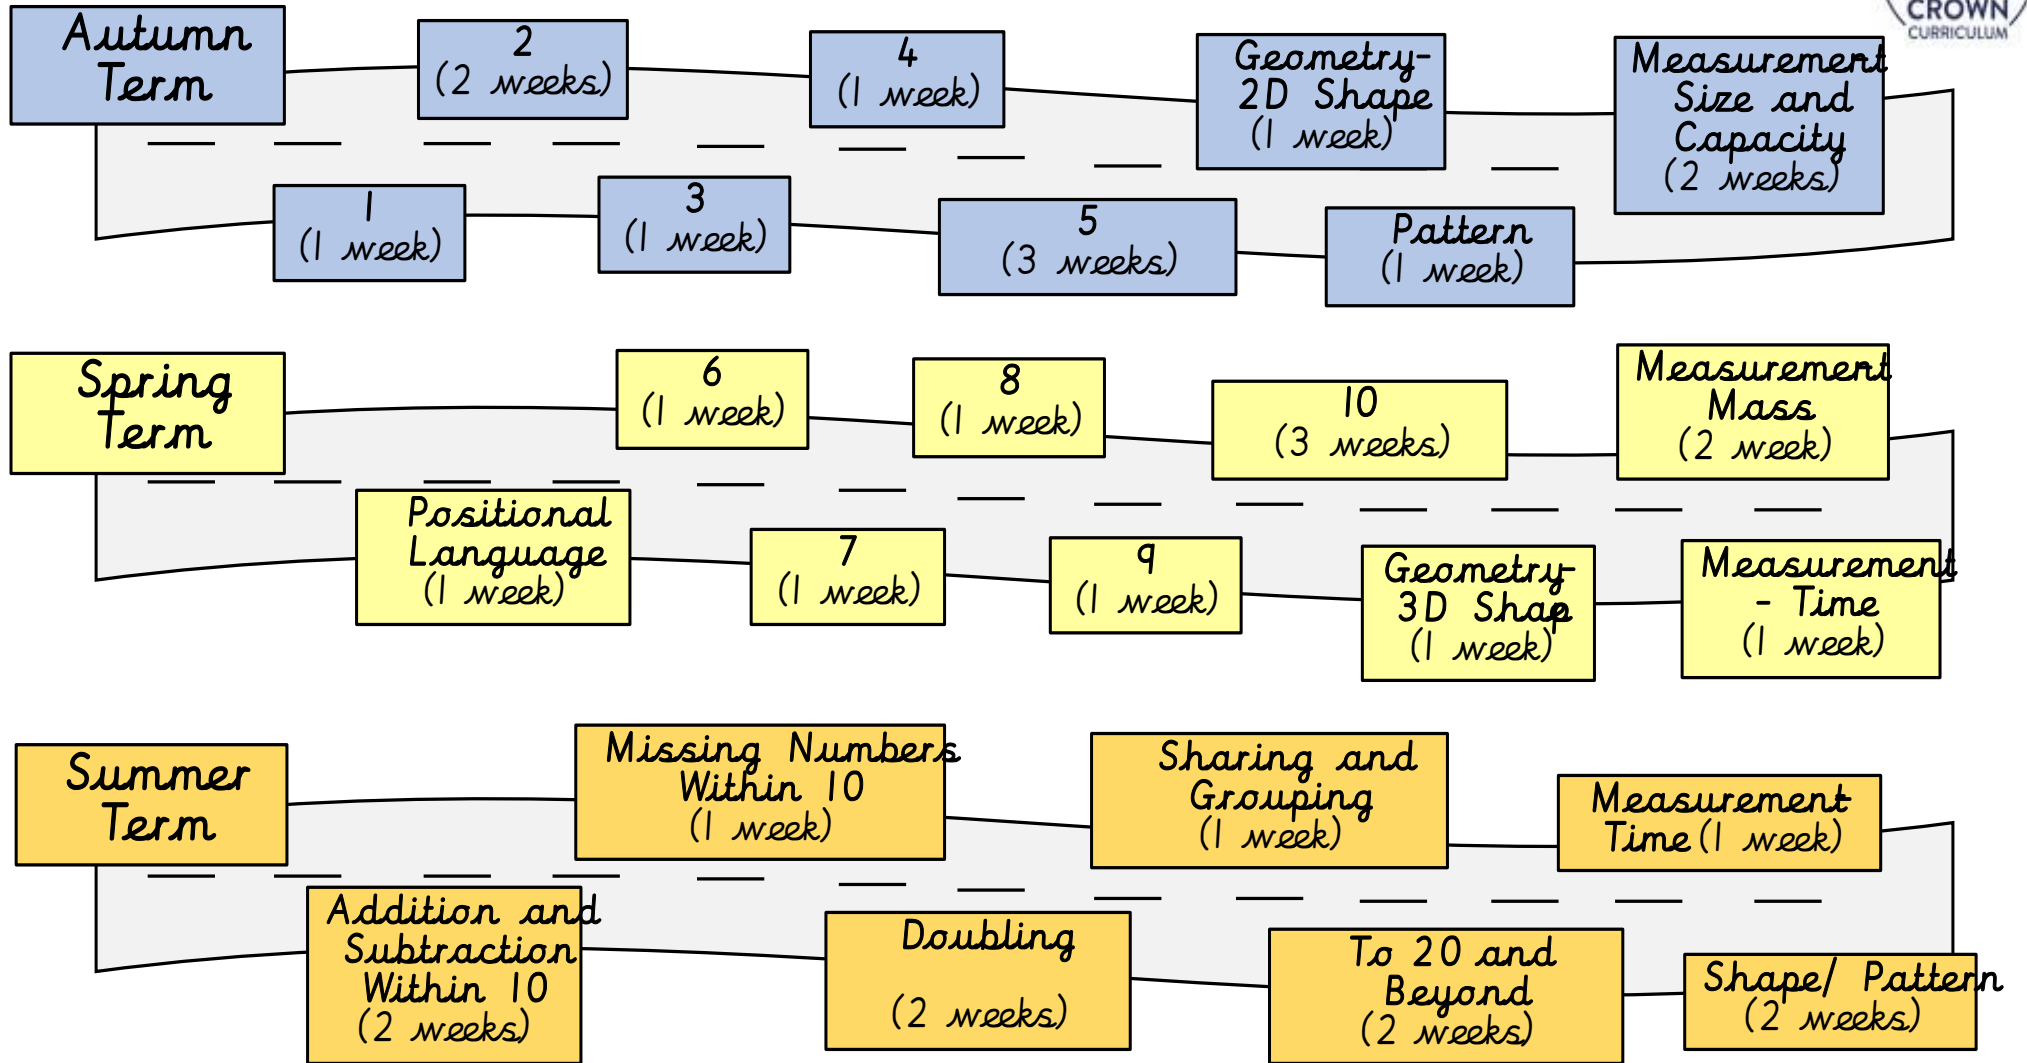 CROWN
CURRICULUM
Autumn
Term
1
(1 week)
2
(2 weeks)
3
(1 week)
4
(1 week)
5
(3 weeks)
Geometry-
2D Shape
(1 week)
Pattern
(1 week)
Measurement
Size and
Capacity
(2 weeks)
Spring
Term
Positional
Language
(1 week)
6
(1 week)
7
(1 week)
8
(1 week)
9
(1 week)
10
(3 weeks)
Geometry-
3D Shap
(1 week)
Measurement
Mass
(2 week)
Measurement
- Time
(1 week)
Summer
Term
Addition and
Subtraction
Within 10
(2 weeks)
Missing Numbers
Within 10
(1 week)
Doubling
(2 weeks)
Sharing and
Grouping
(1 week)
To 20 and
Beyond
(2 weeks)
Measurement
Time (1 week)
Shape/ Pattern
(2 weeks)